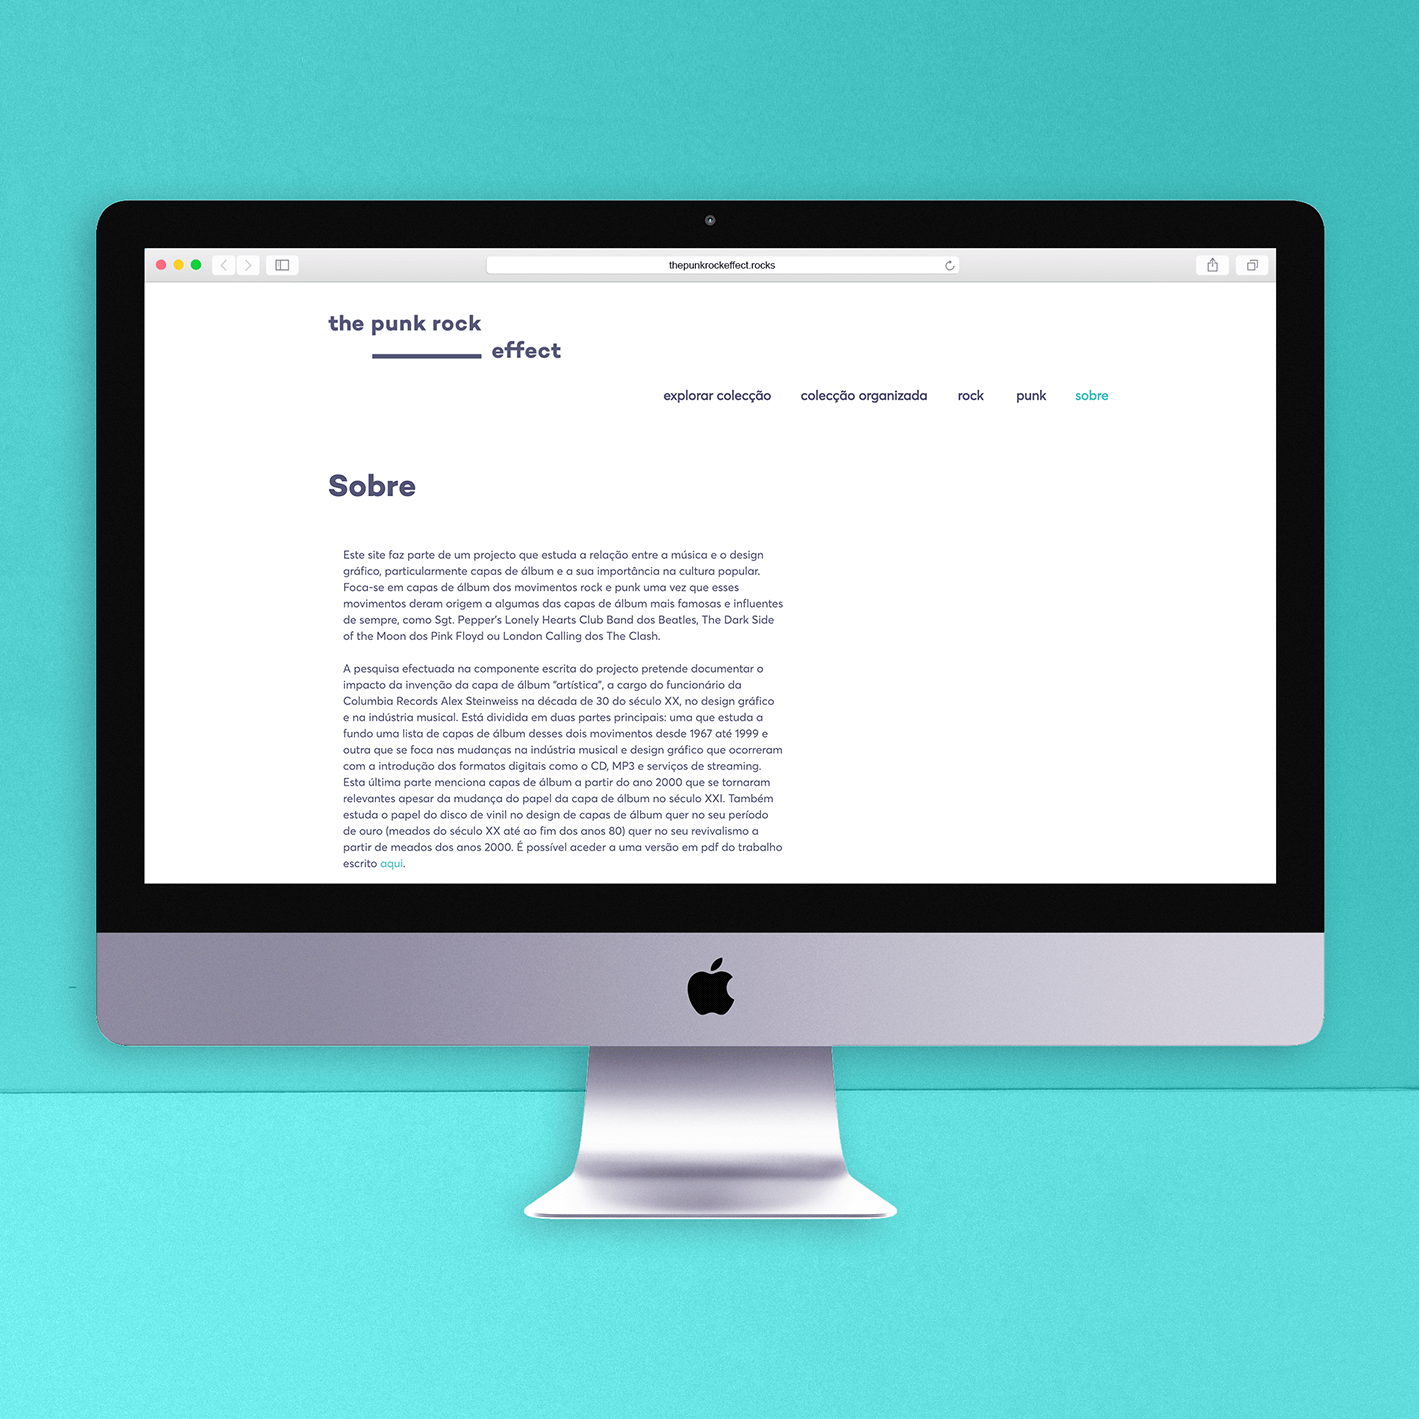 thepunkrockeffect.rocks
the punk rock
effect
explorar colecção colecção organizada rock punk sobre
Sobre
Este site faz parte de um projecto que estuda a relação entre a música e o design
gráfico, particularmente capas de álbum e a sua importância na cultura popular.
Foca-se em capas de álbum dos movimentos rock e punk uma vez que esses
movimentos deram origem a algumas das capas de álbum mais famosas e influentes
de sempre, como Sgt. Pepper's Lonely Hearts Club Band dos Beatles, The Dark Side
of the Moon dos Pink Floyd ou London Calling dos The Clash.
A pesquisa efectuada na componente escrita do projecto pretende documentar o
impacto da invenção da capa de álbum “artística”, a cargo do funcionário da
Columbia Records Alex Steinweiss na década de 30 do século XX, no design gráfico
e na indústria musical. Está dividida em duas partes principais: uma que estuda a
fundo uma lista de capas de álbum desses dois movimentos desde 1967 até 1999 e
outra que se foca nas mudanças na indústria musical e design gráfico que ocorreram
com a introdução dos formatos digitais como o CD, MP3 e serviços de streaming.
Esta última parte menciona capas de álbum a partir do ano 2000 que se tornaram
relevantes apesar da mudança do papel da capa de álbum no século XXI. Também
estuda o papel do disco de vinil no design de capas de álbum quer no seu período
de ouro (meados do século XX até ao fim dos anos 80) quer no seu revivalismo a
partir de meados dos anos 2000. É possível aceder a uma versão em pdf do trabalho
escrito aqui.